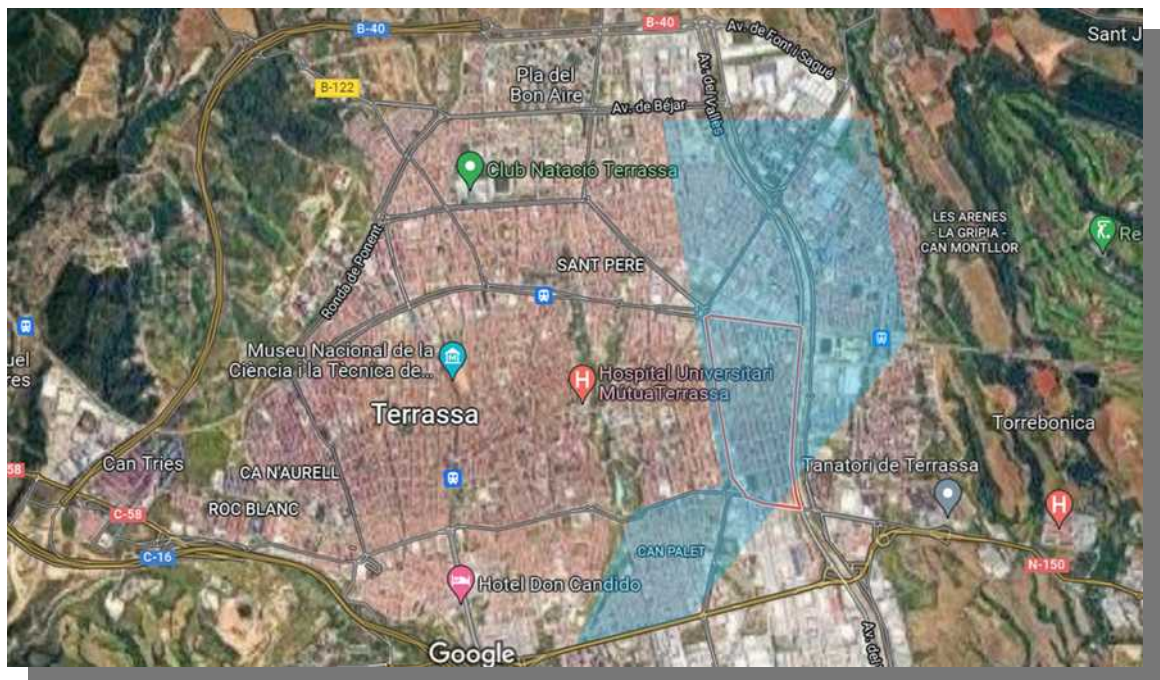 B-40
B-40
Sant J
Av. de Font i Sagué
B-122
Pla del
Bon Aire
Av. del Vallès
Av. de Béjar
Club Natació Terrassa
LES ARENES
- LA GRIPIA -
CAN MONTLLOR
Re
Ronda de Ponent
SANT PERE
uel
res
Museu Nacional de la
Ciència i la Tècnica de...
M
H
Hospital Universitari
MútuaTerrassa
Terrassa
Torrebonica
Can Tries
CA N'AURELL
Tanatori de Terrassa
58
ROC BLANC
C-58
H
C-16
CAN PALET
N-150
Hotel Don Candido
Av. del
Google